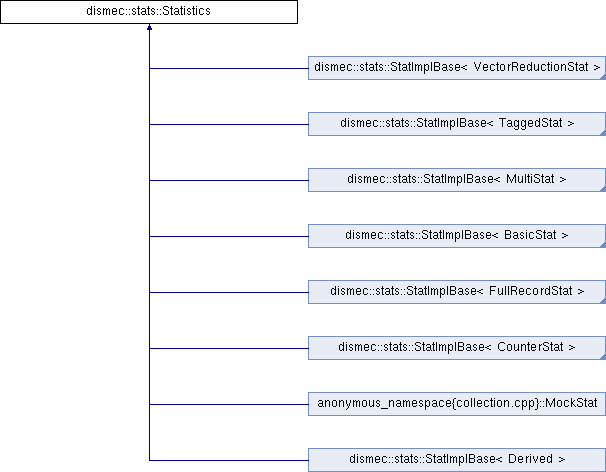 dismec::stats::Statistics
dismec::stats::StatImplBase< VectorReductionStat >
dismec::stats::StatImplBase< TaggedStat >
dismec::stats::StatImplBase< MultiStat >
dismec::stats::StatImplBase< BasicStat >
dismec::stats::StatImplBase< FullRecordStat >
dismec::stats::StatImplBase< CounterStat >
anonymous_namespace{collection.cpp}::MockStat
dismec::stats::StatImplBase< Derived >